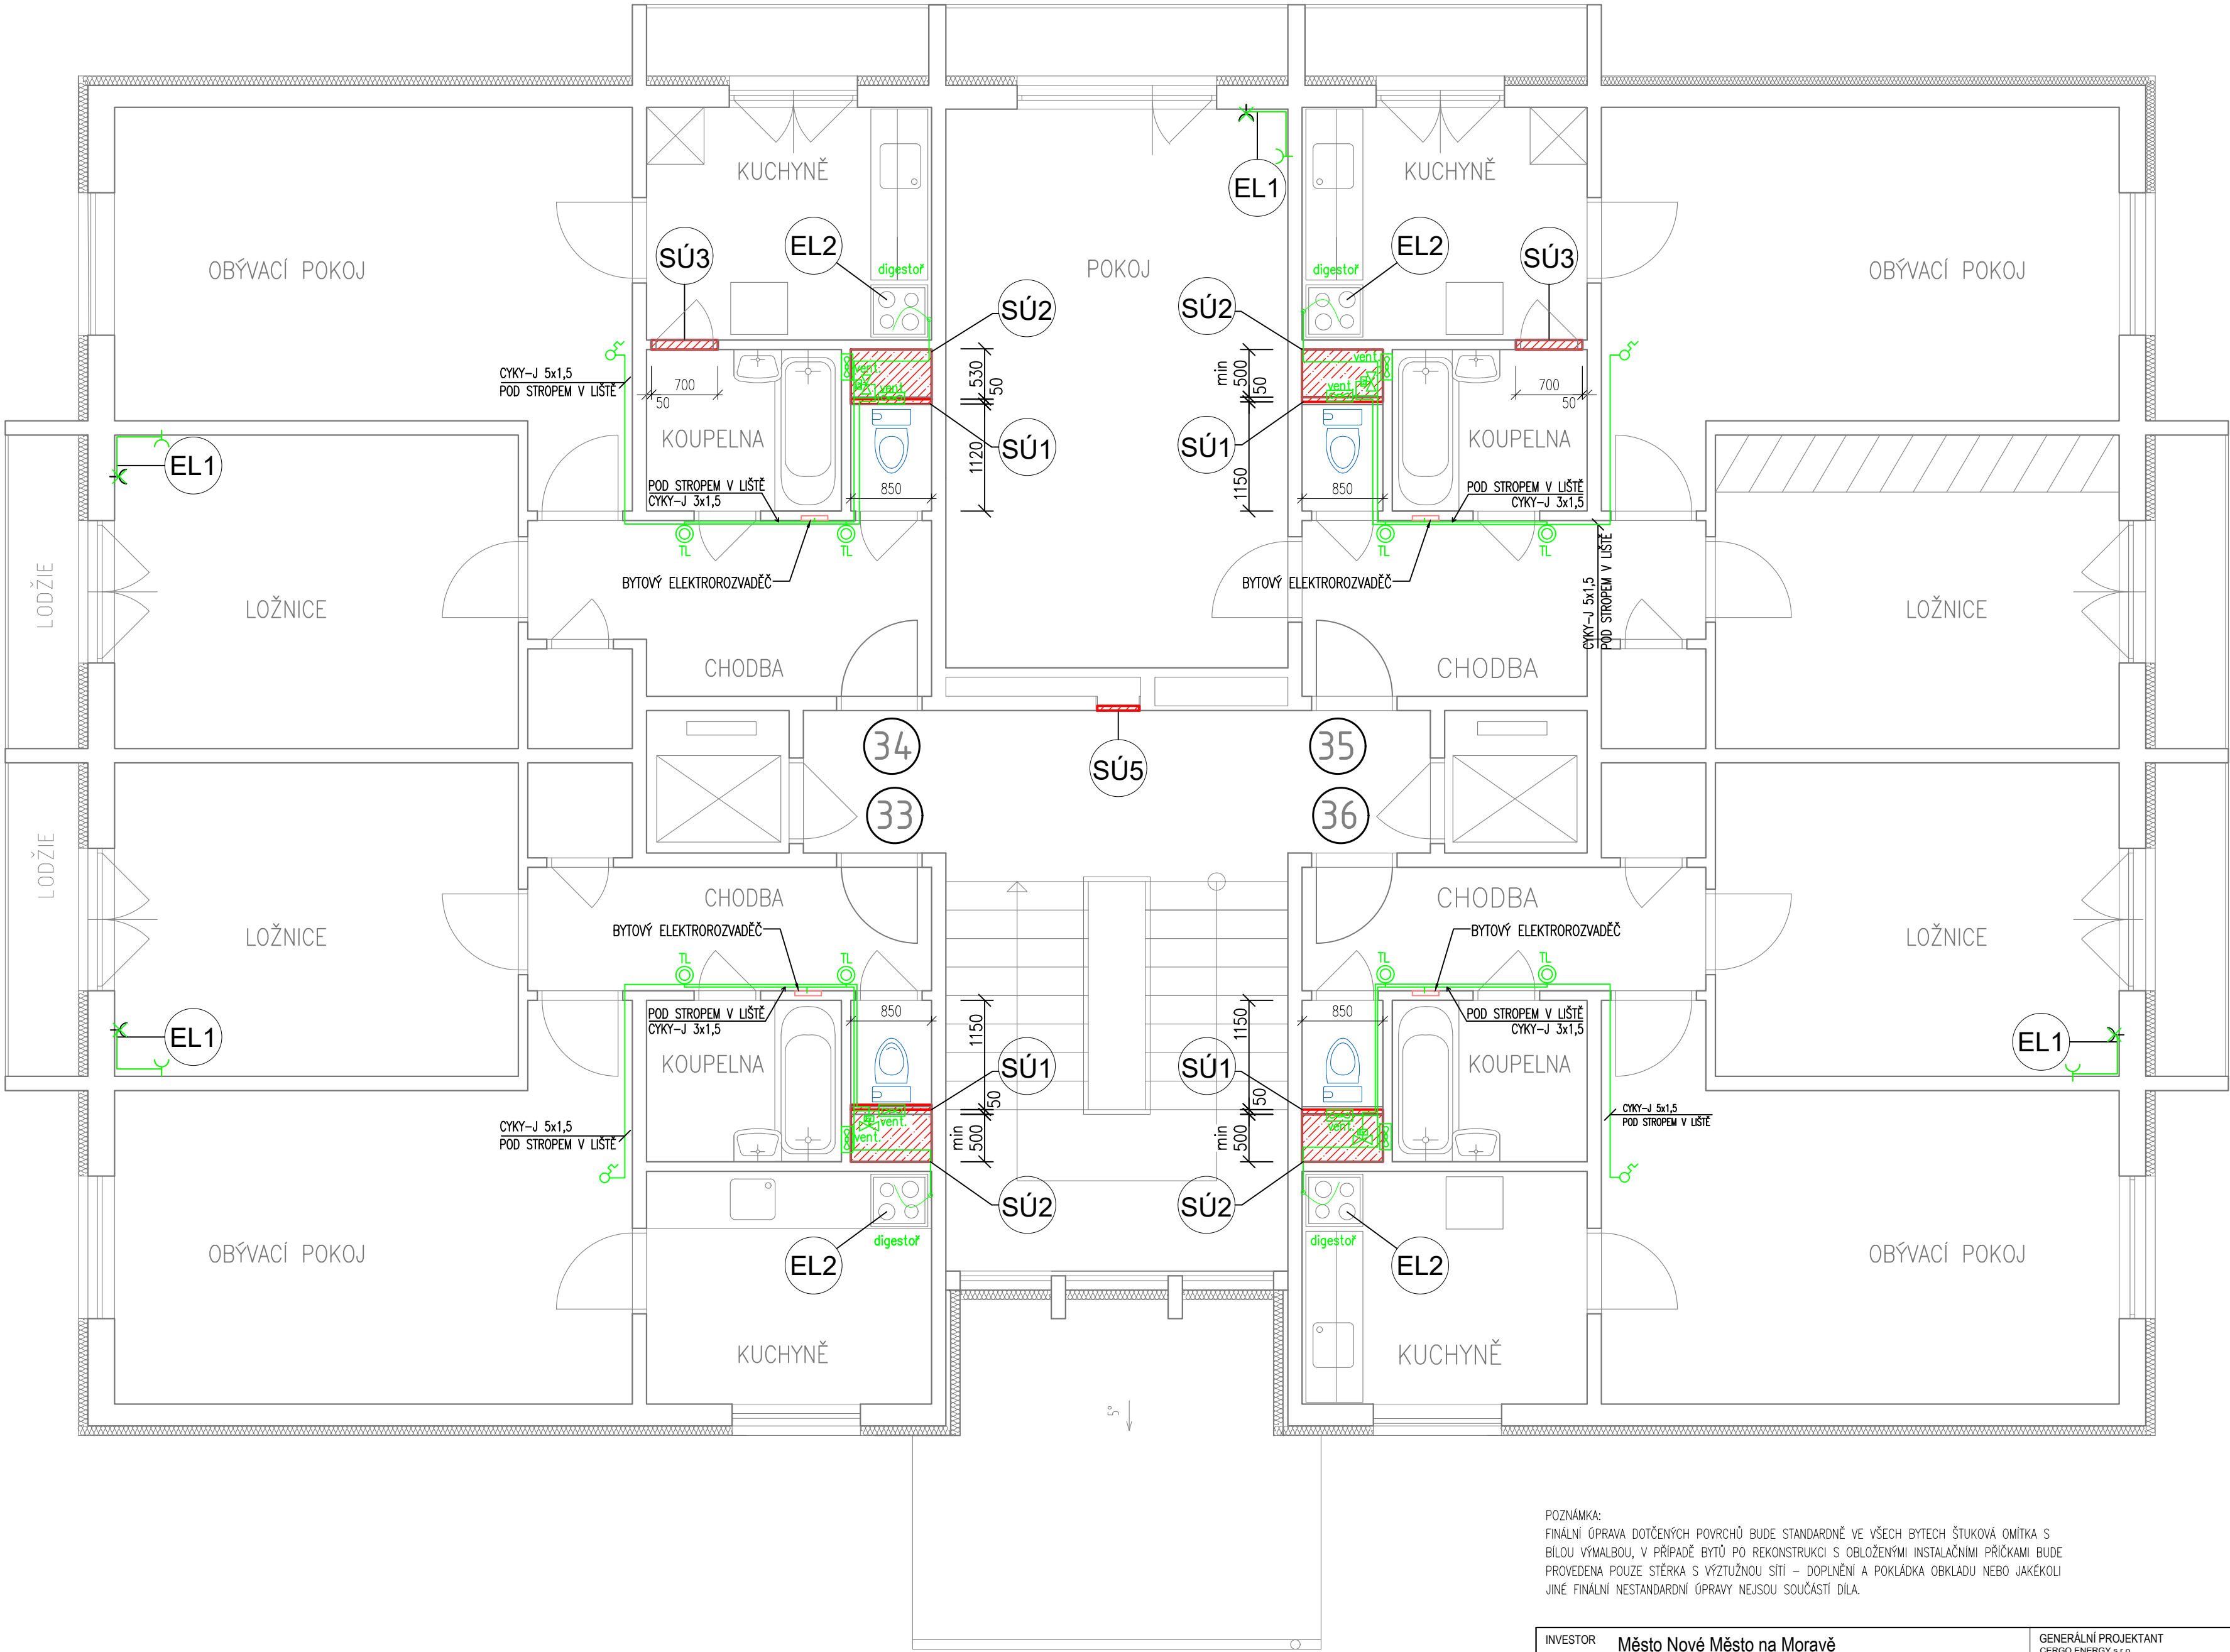 KUCHYNĚ
KUCHYNĚ
EL1
SÚ3
EL2
EL2
SÚ3
digestoř
digestoř
OBÝVACÍ POKOJ
POKOJ
OBÝVACÍ POKOJ
SÚ2
SÚ2
vent.
vent.
vent.
vent.
530
50
min
500
50
CYKY-J 5x1,5
POD STROPEM V LIŠTĚ
700
50
700
50
KOUPELNA
SÚ1
SÚ1
KOUPELNA
1120
1150
EL1
POD STROPEM V LIŠTĚ
CYKY-J 3x1,5
850
850
POD STROPEM V LIŠTĚ
CYKY-J 3x1,5
TL
TL
TL
TL
BYTOVÝ ELEKTROROZVADĚČ
BYTOVÝ ELEKTROROZVADĚČ
CYKY-J 5x1,5
POD STROPEM V LIŠTĚ
LODŽIE
LOŽNICE
LOŽNICE
CHODBA
CHODBA
34
35
SÚ5
33
36
LODŽIE
CHODBA
CHODBA
LOŽNICE
LOŽNICE
BYTOVÝ ELEKTROROZVADĚČ
BYTOVÝ ELEKTROROZVADĚČ
TL
TL
TL
TL
POD STROPEM V LIŠTĚ
CYKY-J 3x1,5
850
850
POD STROPEM V LIŠTĚ
CYKY-J 3x1,5
1150
1150
EL1
EL1
KOUPELNA
SÚ1
SÚ1
KOUPELNA
50
50
CYKY-J 5x1,5
POD STROPEM V LIŠTĚ
vent.
vent.
vent.
min
500
min
500
CYKY-J 5x1,5
POD STROPEM V LIŠTĚ
SÚ2
SÚ2
digestoř
digestoř
OBÝVACÍ POKOJ
EL2
EL2
OBÝVACÍ POKOJ
KUCHYNĚ
KUCHYNĚ
5°
POZNÁMKA:
FINÁLNÍ ÚPRAVA DOTČENÝCH POVRCHŮ BUDE STANDARDNĚ VE VŠECH BYTECH ŠTUKOVÁ OMÍTKA S
BÍLOU VÝMALBOU, V PŘÍPADĚ BYTŮ PO REKONSTRUKCI S OBLOŽENÝMI INSTALAČNÍMI PŘÍČKAMI BUDE
PROVEDENA POUZE STĚRKA S VÝZTUŽNOU SÍTÍ – DOPLNĚNÍ A POKLÁDKA OBKLADU NEBO JAKÉKOLI
JINÉ FINÁLNÍ NESTANDARDNÍ ÚPRAVY NEJSOU SOUČÁSTÍ DÍLA.
INVESTOR Město Nové Město na Moravě
GENERÁLNÍ PROJEKTANT